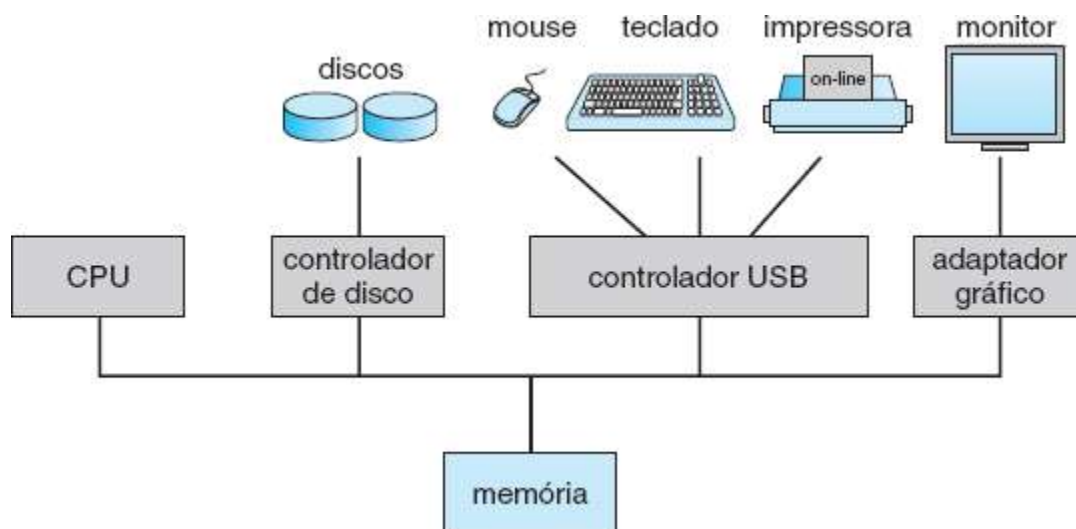 mouse
teclado
impressora
monitor
discos
on-line
CPU
controlador
de disco
controlador USB
adaptador
gráfico
memória